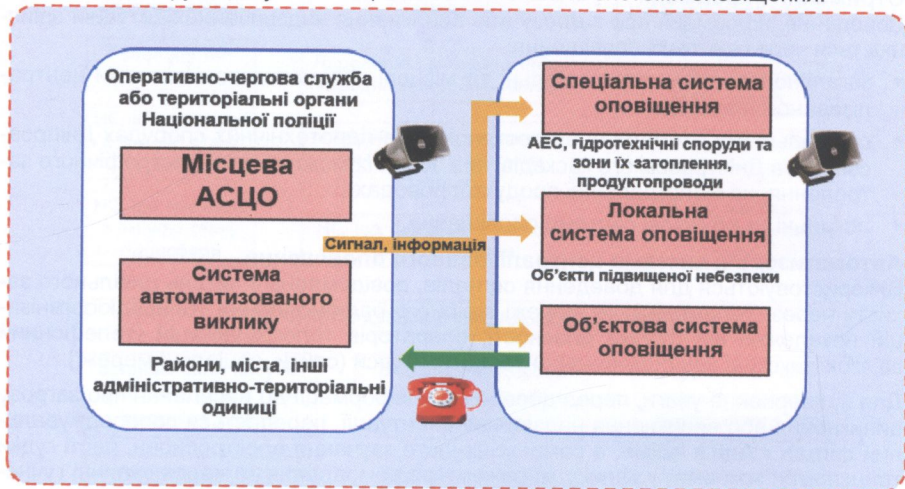 Оперативно-чергова служба
або територіальні органи
Національної поліції
Місцева
АСЦО
Система
автоматизованого
виклику
Райони, міста, інші
адміністративно-територіальні
одиниці
Сигнал, інформація
Спеціальна система
оповіщення
АЕС, гідротехнічні споруди та
зони їх затоплення,
продуктопроводи
Локальна
система оповіщення
Об’єкти підвищеної небезпеки
Об’єктова система
оповіщення